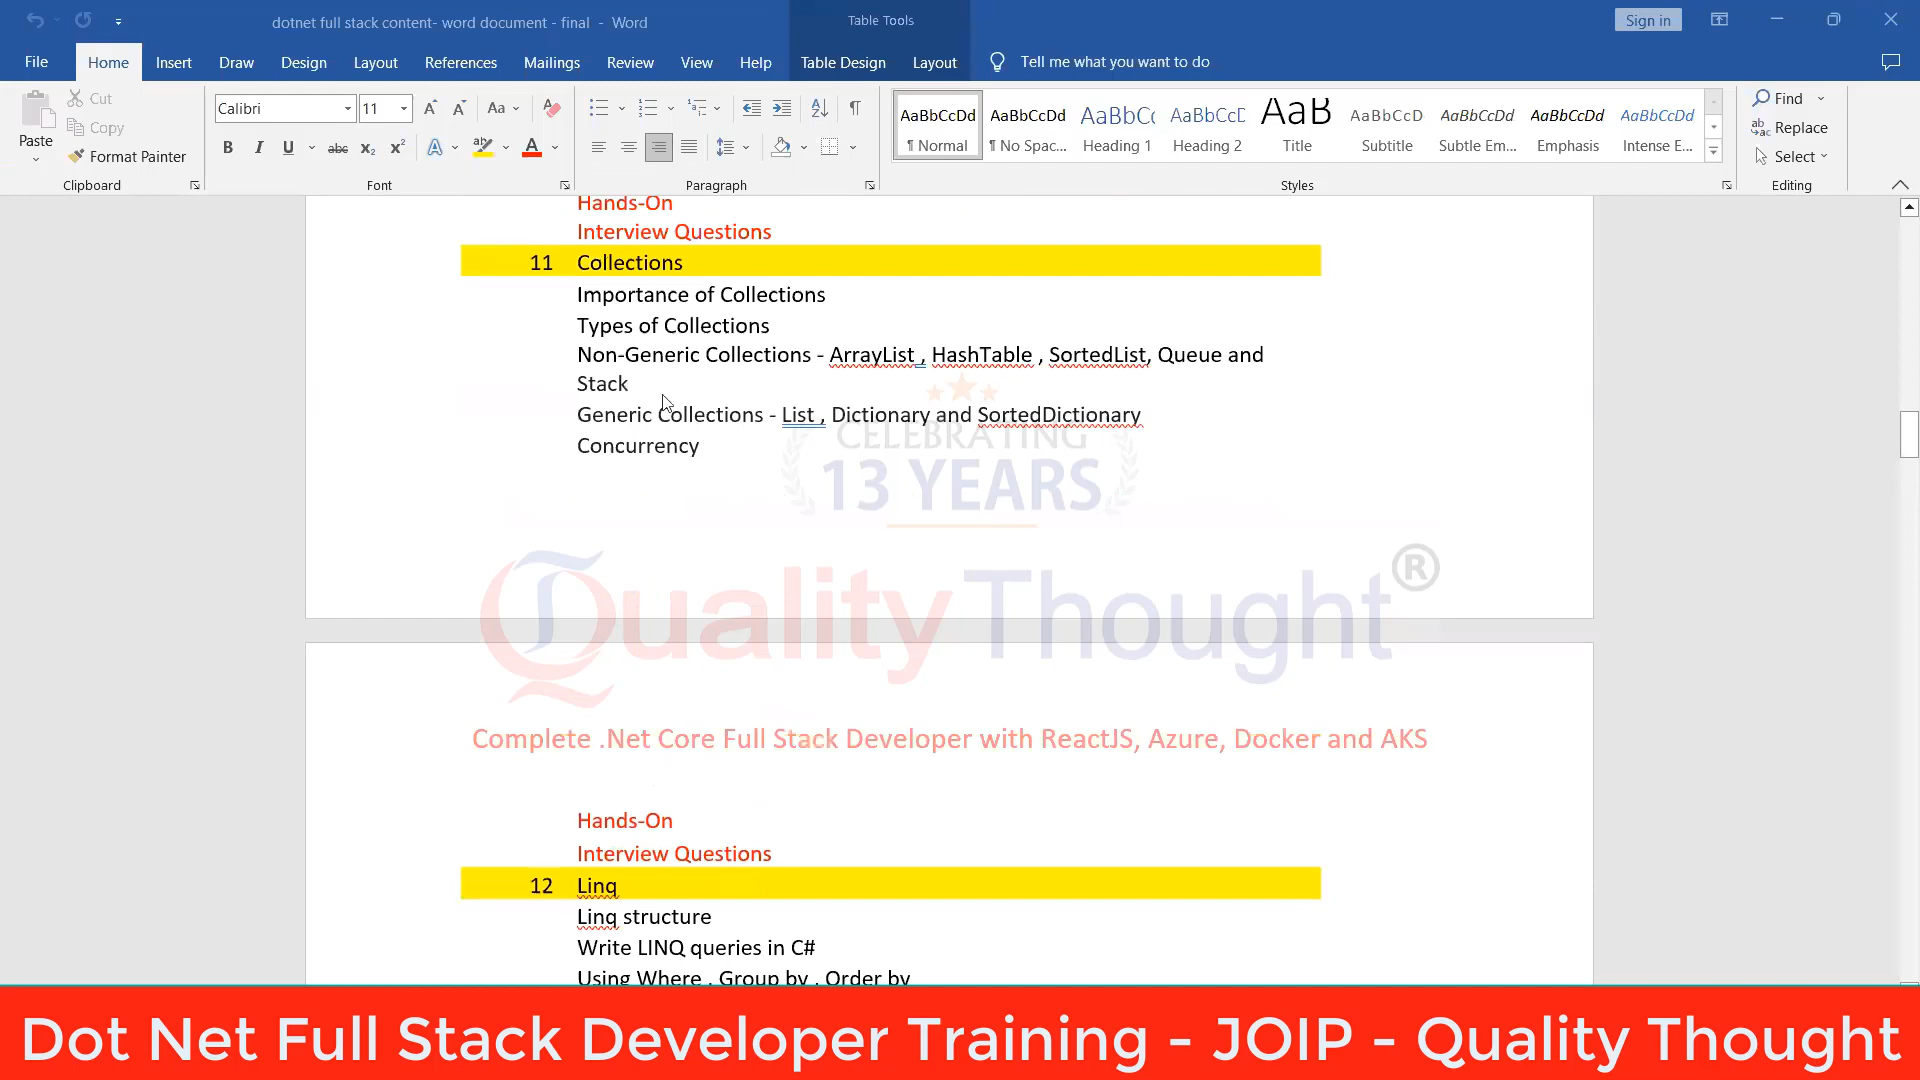 dotnet full stack content- word document - final - Word
Table Tools
Sign in
File Home Insert Draw Design Layout References Mailings Review View Help Table Design Layout Tell me what you want to do
Paste
Cut
Copy
Format Painter
Clipboard
Calibri 11
Aa
B I U abc x₂ x² A A
Font
Paragraph
AaBbCcDd AaBbCcDd AaBbCc AaBbCcD AaB AaBbCcD AaBbCcDd AaBbCcDd AaBbCcDd
¶ Normal ¶ No Spac... Heading 1 Heading 2 Title Subtitle Subtle Em... Emphasis Intense E...
Styles
Find
Replace
Select
Editing
Hands-On
Interview Questions
11 Collections
Importance of Collections
Types of Collections
Non-Generic Collections - ArrayList , HashTable , SortedList, Queue and
Stack
Generic Collections - List , Dictionary and SortedDictionary
Concurrency
CELEBRATING
13 YEARS
QualityThought®
Complete .Net Core Full Stack Developer with ReactJS, Azure, Docker and AKS
Hands-On
Interview Questions
12 Linq
Linq structure
Write LINQ queries in C#
Using Where , Group by , Order by
Dot Net Full Stack Developer Training - JOIP - Quality Thought